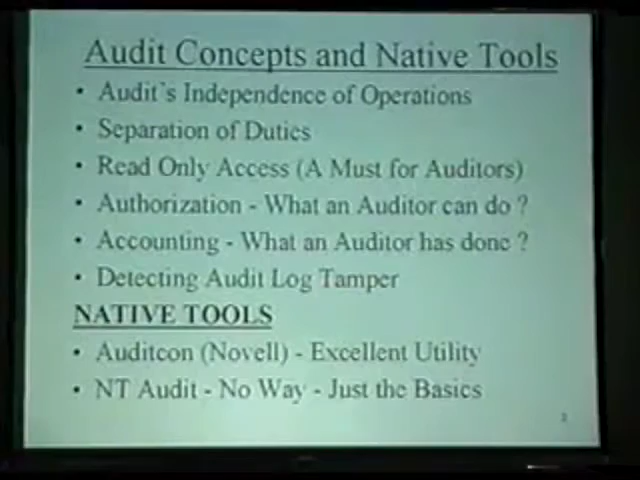 Audit Concepts and Native Tools
• Audit's Independence of Operations
• Separation of Duties
• Read Only Access (A Must for Auditors)
• Authorization - What an Auditor can do ?
• Accounting - What an Auditor has done ?
• Detecting Audit Log Tamper
NATIVE TOOLS
• Auditcon (Novell) - Excellent Utility
• NT Audit - No Way - Just the Basics